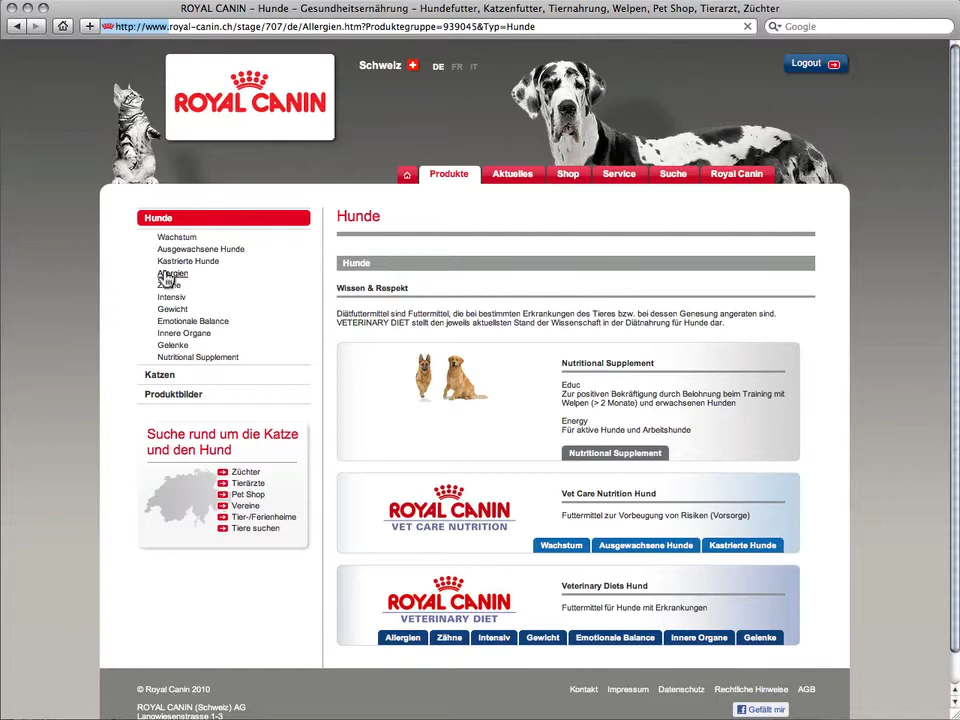 ROYAL CANIN - Hunde - Gesundheitsernährung - Hundefutter, Katzenfutter, Tiernahrung, Welpen, Pet Shop, Tierarzt, Züchter
http://www.royal-canin.ch/stage/707/de/Allergien.htm?Produktegruppe=939045&Typ=Hunde
Google
ROYAL CANIN
Schweiz
DE FR IT
Logout
Produkte
Aktuelles
Shop
Service
Suche
Royal Canin
Hunde
Wachstum
Ausgewachsene Hunde
Kastrierte Hunde
Allergien
Intensiv
Gewicht
Emotionale Balance
Innere Organe
Gelenke
Nutritional Supplement
Katzen
Produktbilder
Suche rund um die Katze
und den Hund
Züchter
Tierärzte
Pet Shop
Vereine
Tier-/Ferienheime
Tiere suchen
Hunde
Hunde
Wissen & Respekt
Diätfuttermittel sind Futtermittel, die bei bestimmten Erkrankungen des Tieres bzw. bei dessen Genesung angeraten sind.
VETERINARY DIET stellt den jeweils aktuellsten Stand der Wissenschaft in der Diätnahrung für Hunde dar.
Nutritional Supplement
Educ
Zur positiven Bekräftigung durch Belohnung beim Training mit
Welpen (> 2 Monate) und erwachsenen Hunden
Energy
Für aktive Hunde und Arbeitshunde
Nutritional Supplement
ROYAL CANIN
VET CARE NUTRITION
Vet Care Nutrition Hund
Futtermittel zur Vorbeugung von Risiken (Vorsorge)
Wachstum
Ausgewachsene Hunde
Kastrierte Hunde
ROYAL CANIN
VETERINARY DIET
Veterinary Diets Hund
Futtermittel für Hunde mit Erkrankungen
Allergien
Zähne
Intensiv
Gewicht
Emotionale Balance
Innere Organe
Gelenke
© Royal Canin 2010
Kontakt Impressum Datenschutz Rechtliche Hinweise AGB
ROYAL CANIN (Schweiz) AG
Langwiesenstrasse 1-3
Gefällt mir